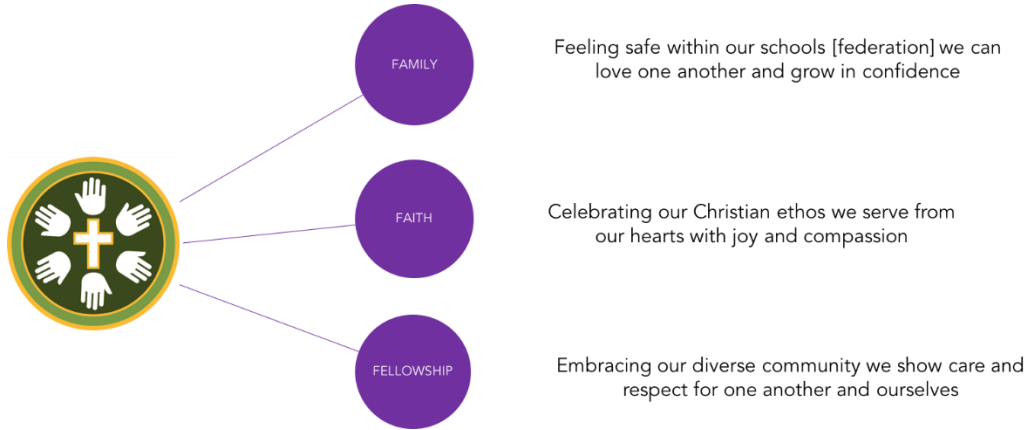 FAMILY
Feeling safe within our schools [federation] we can
love one another and grow in confidence
FAITH
Celebrating our Christian ethos we serve from
our hearts with joy and compassion
FELLOWSHIP
Embracing our diverse community we show care and
respect for one another and ourselves